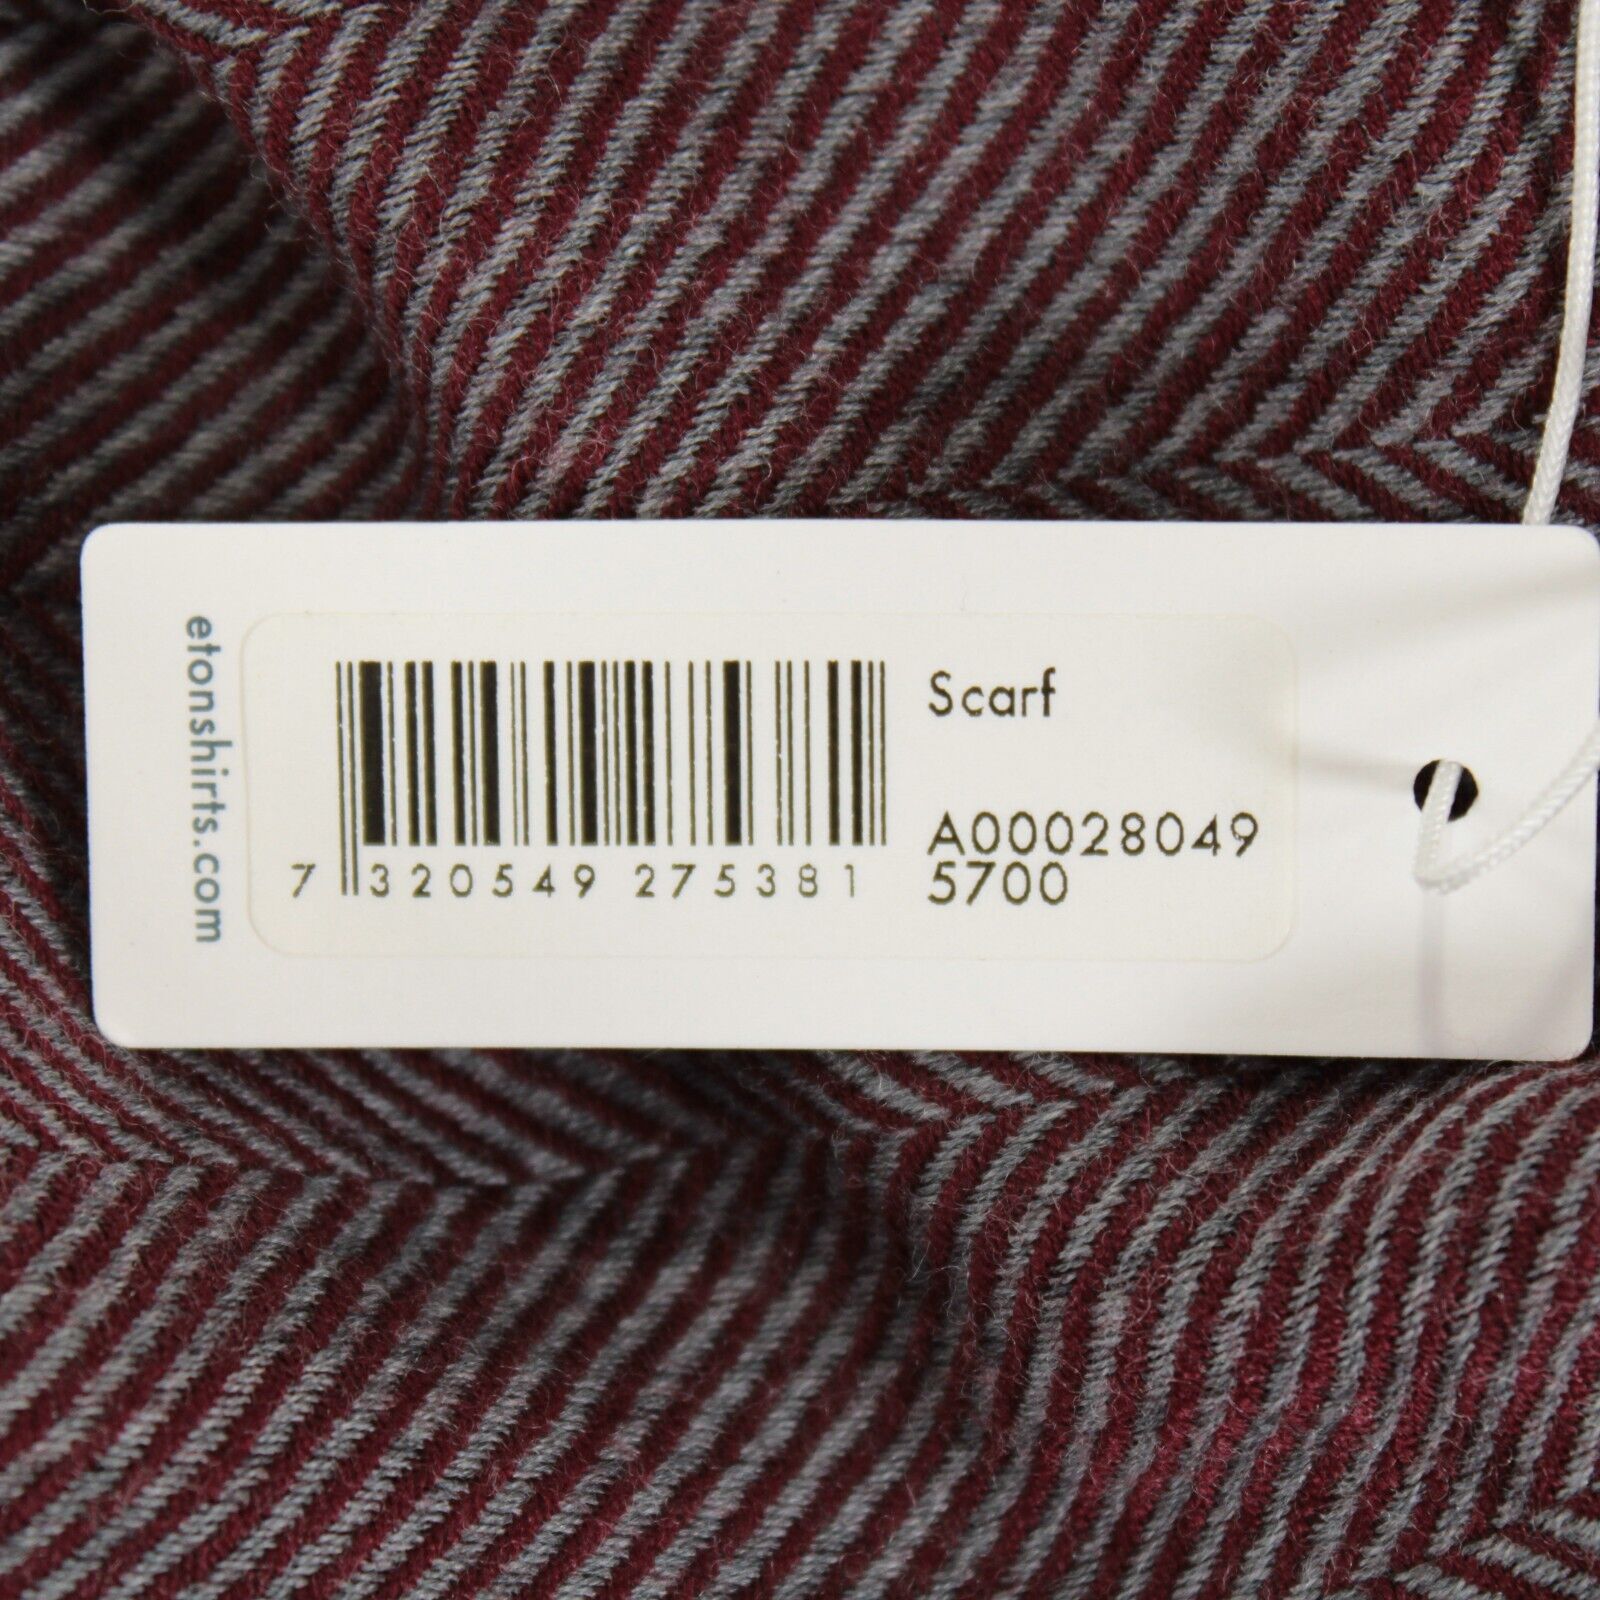 etonshirts.com
Scarf
A00028049
5700
7 320549 275381